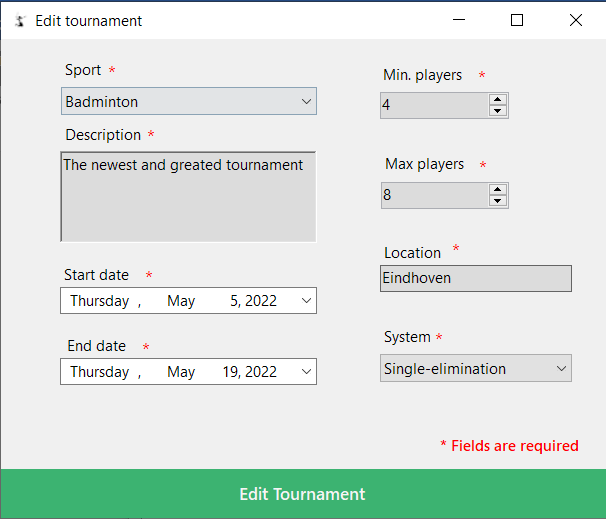 Edit tournament
Sport *
Badminton
Description *
The newest and greated tournament
Start date *
Thursday , May 5, 2022
End date *
Thursday , May 19, 2022
Min. players *
4
Max players *
8
Location *
Eindhoven
System *
Single-elimination
* Fields are required
Edit Tournament